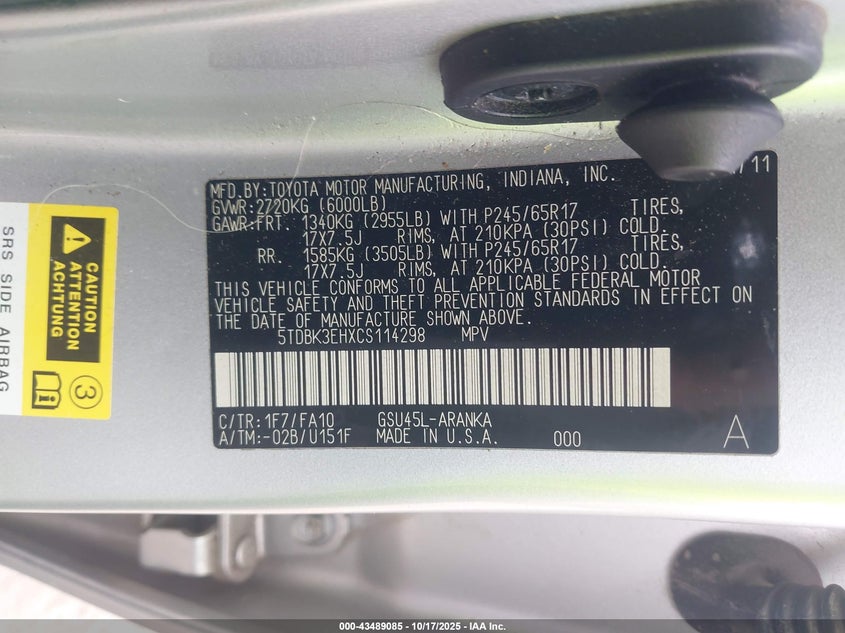 /11
MFD.BY:TOYOTA MOTOR MANUFACTURING, INDIANA, INC.
GVWR:2720KG (6000LB)
GAWR:FRT. 1340KG (2955LB) WITH P245/65R17 TIRES,
17X7.5J RIMS, AT 210KPA (30PSI) COLD.
RR. 1585KG (3505LB) WITH P245/65R17 TIRES,
17X7.5J RIMS, AT 210KPA (30PSI) COLD.
THIS VEHICLE CONFORMS TO ALL APPLICABLE FEDERAL MOTOR
VEHICLE SAFETY AND THEFT PREVENTION STANDARDS IN EFFECT ON
THE DATE OF MANUFACTURE SHOWN ABOVE.
5TDBK3EHXCS114298 MPV
C/TR:1F7/FA10 GSU45L-ARANKA
A/TM:-02B/U151F MADE IN U.S.A. 000 A
CAUTION
ATTENTION
ACHTUNG
3
SRS SIDE AIRBAG
000-43489085 - 10/17/2025 - IAA Inc.